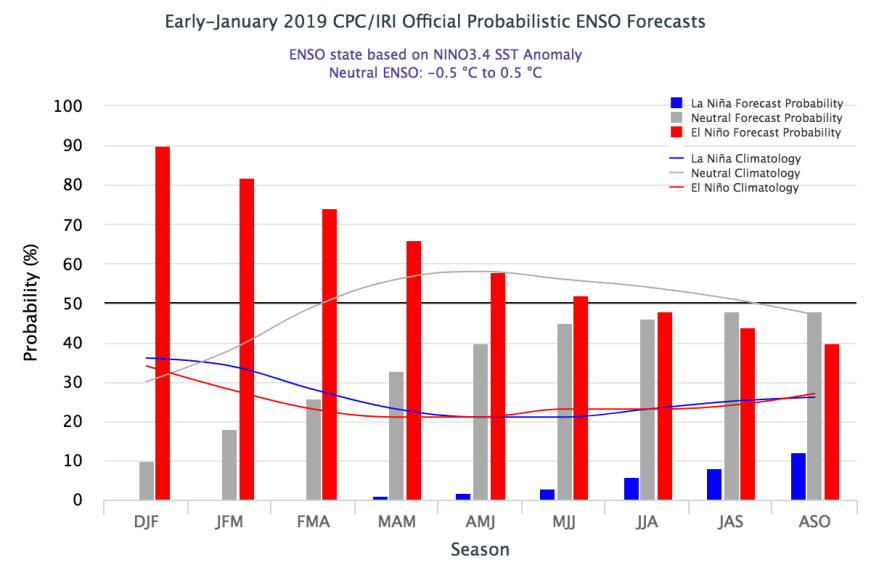 Early-January 2019 CPC/IRI Official Probabilistic ENSO Forecasts
ENSO state based on NINO3.4 SST Anomaly
Neutral ENSO: -0.5 °C to 0.5 °C
La Niña Forecast Probability
Neutral Forecast Probability
El Niño Forecast Probability
La Niña Climatology
Neutral Climatology
El Niño Climatology
Probability (%)
100
90
80
70
60
50
40
30
20
10
0
DJF JFM FMA MAM AMJ MJJ JJA JAS ASO
Season